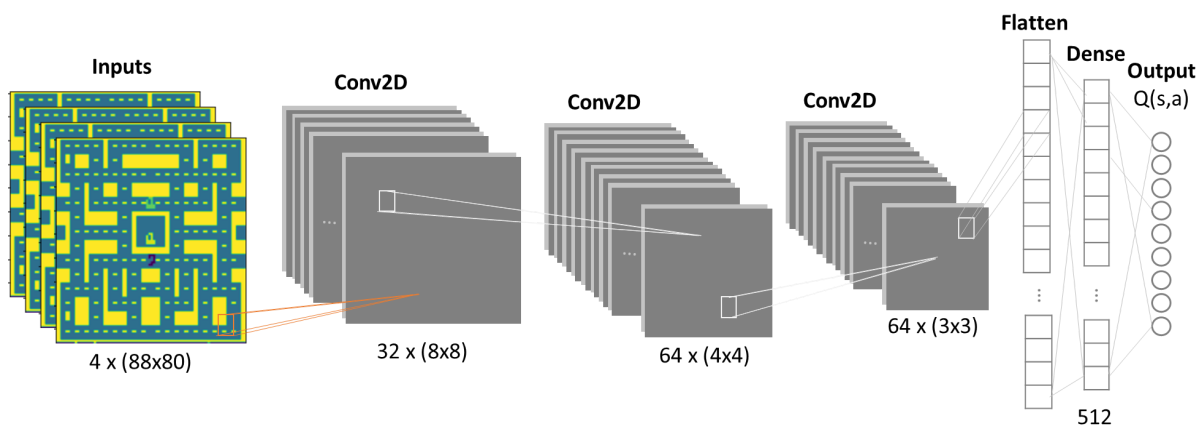 Inputs
4 x (88x80)
Conv2D
...
32 x (8x8)
Conv2D
...
64 x (4x4)
Conv2D
...
64 x (3x3)
Flatten
...
Dense
...
512
Output
Q(s,a)